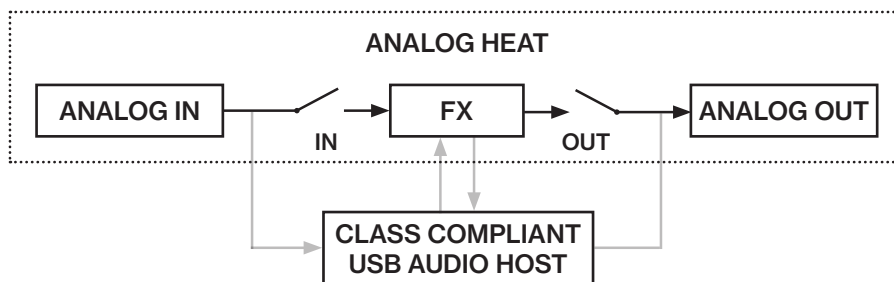 ANALOG HEAT
ANALOG IN
FX
ANALOG OUT
IN
OUT
CLASS COMPLIANT
USB AUDIO HOST